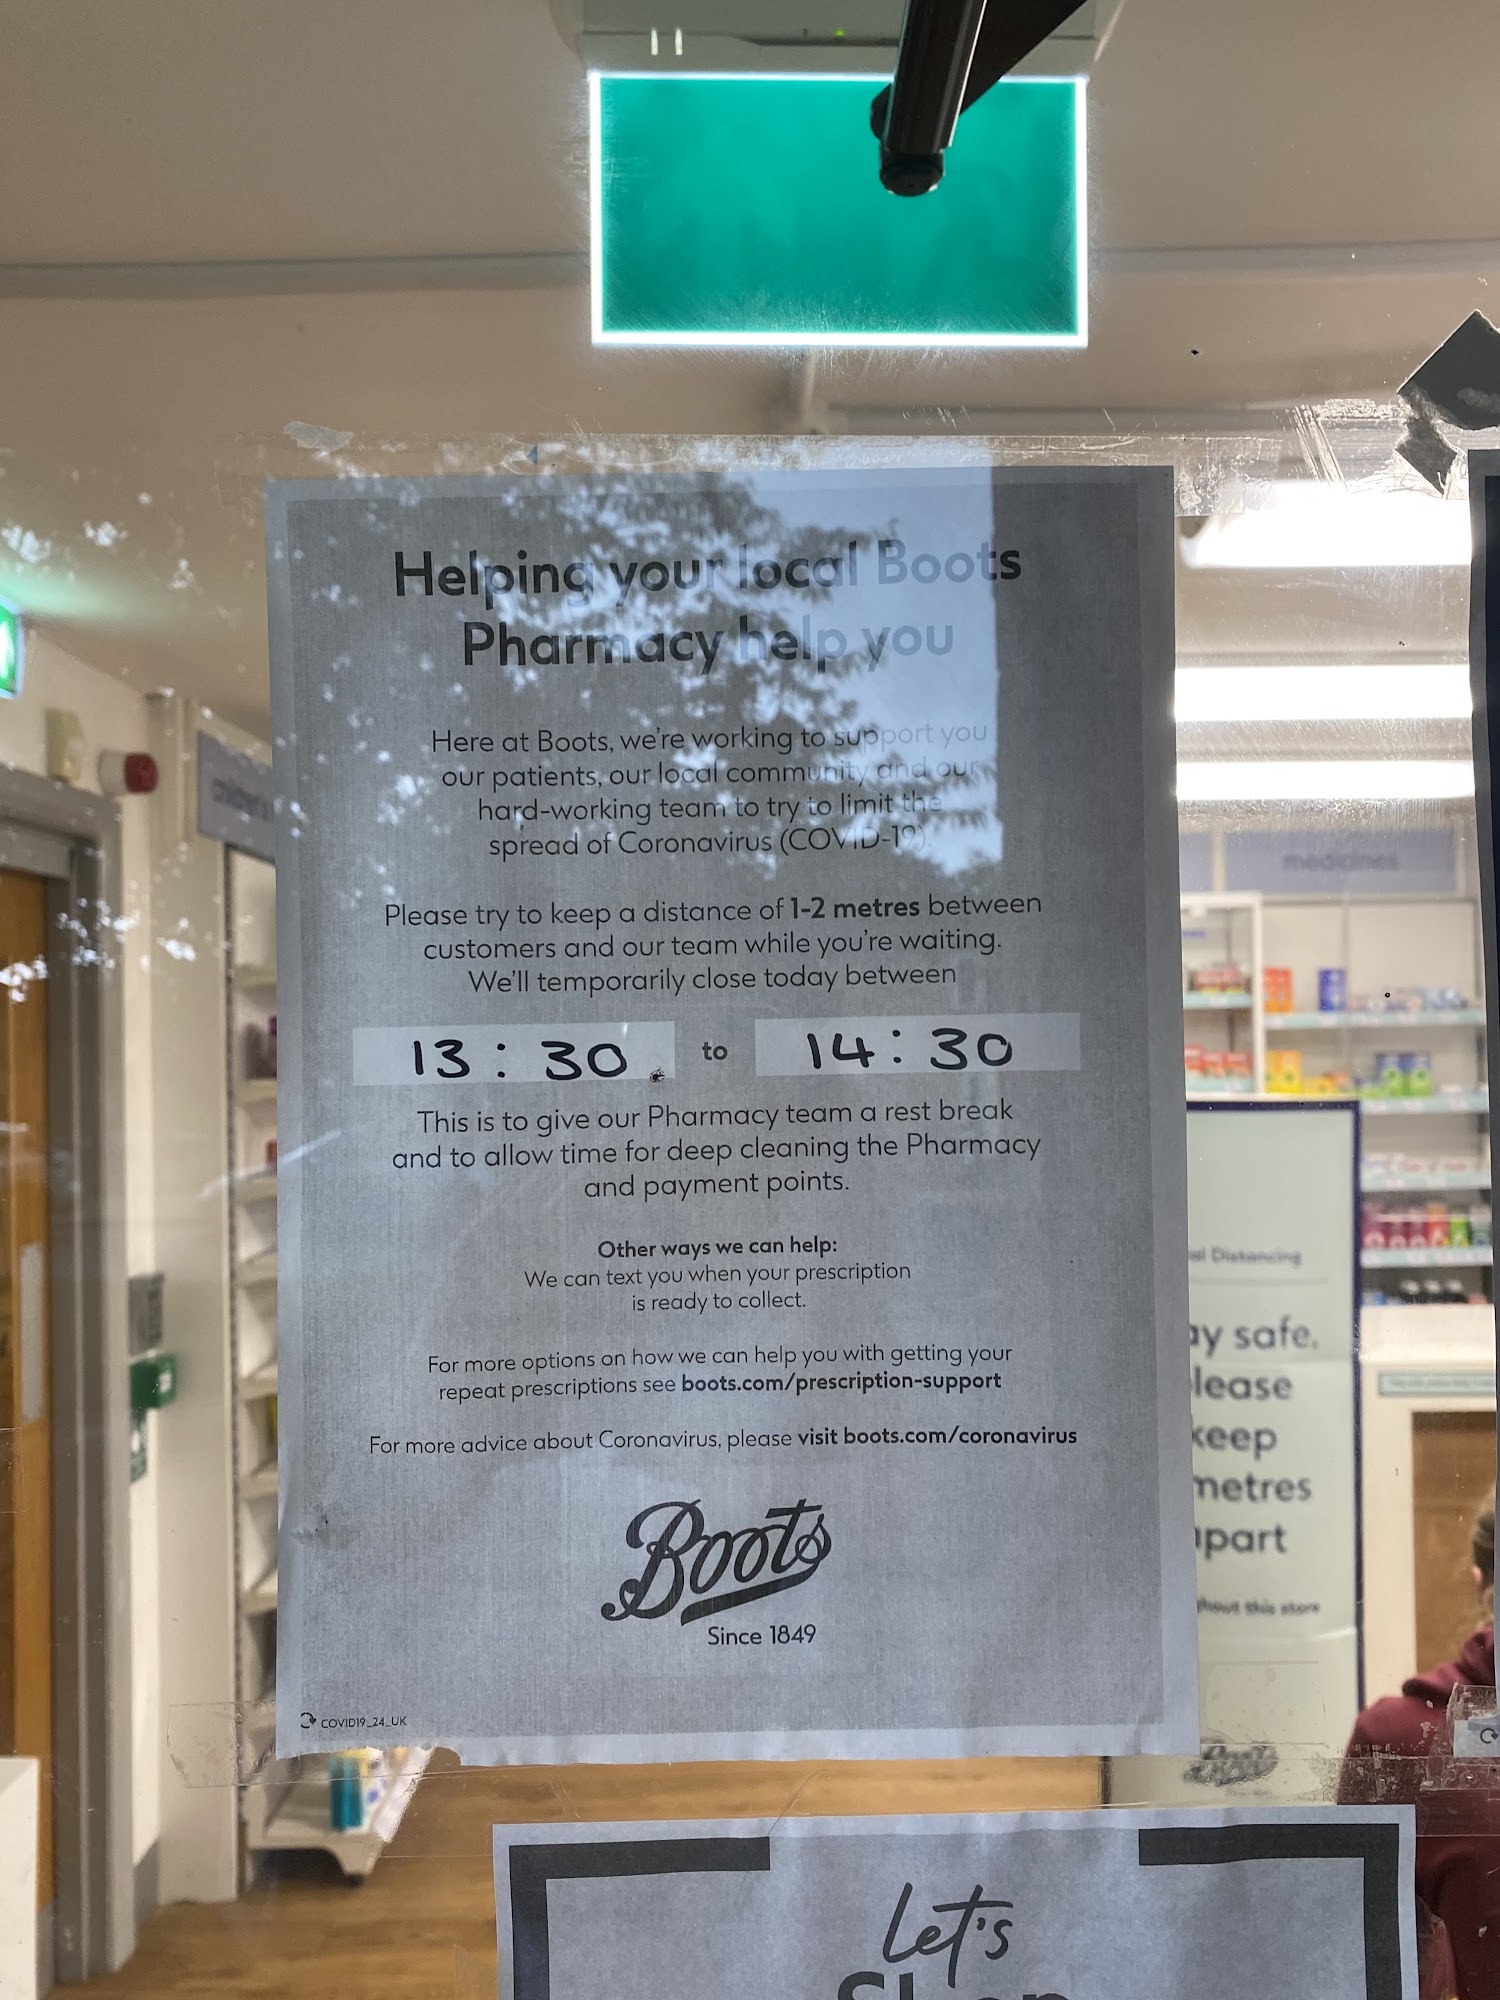 Helping your local Boots
Pharmacy help you
Here at Boots, we're working to support you
our patients, our local community and our
hard-working team to try to limit the
spread of Coronavirus (COVID-19).
Please try to keep a distance of 1-2 metres between
customers and our team while you're waiting.
We'll temporarily close today between
13:30 to 14:30
This is to give our Pharmacy team a rest break
and to allow time for deep cleaning the Pharmacy
and payment points.
Other ways we can help:
We can text you when your prescription
is ready to collect.
For more options on how we can help you with getting your
repeat prescriptions see boots.com/prescription-support
For more advice about Coronavirus, please visit boots.com/coronavirus
Boots
Since 1849
COVID19_24_UK
medicines
Distancing
safe.
keep
metres
this store
Boots
Let's